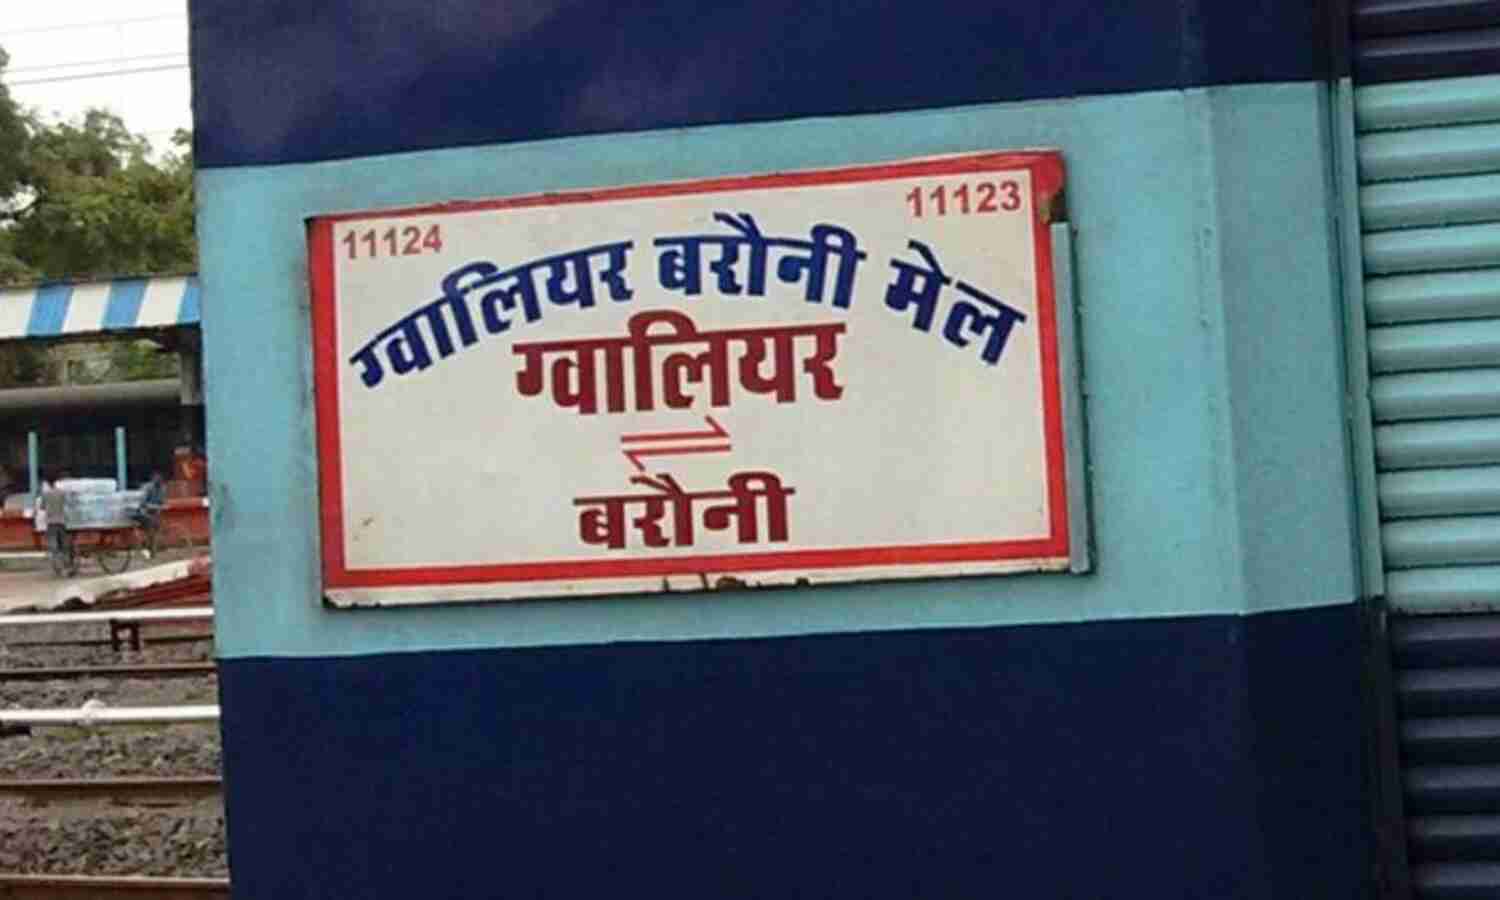 11124 11123
ग्वालियर बरौनी मेल
ग्वालियर
⇌
बरौनी